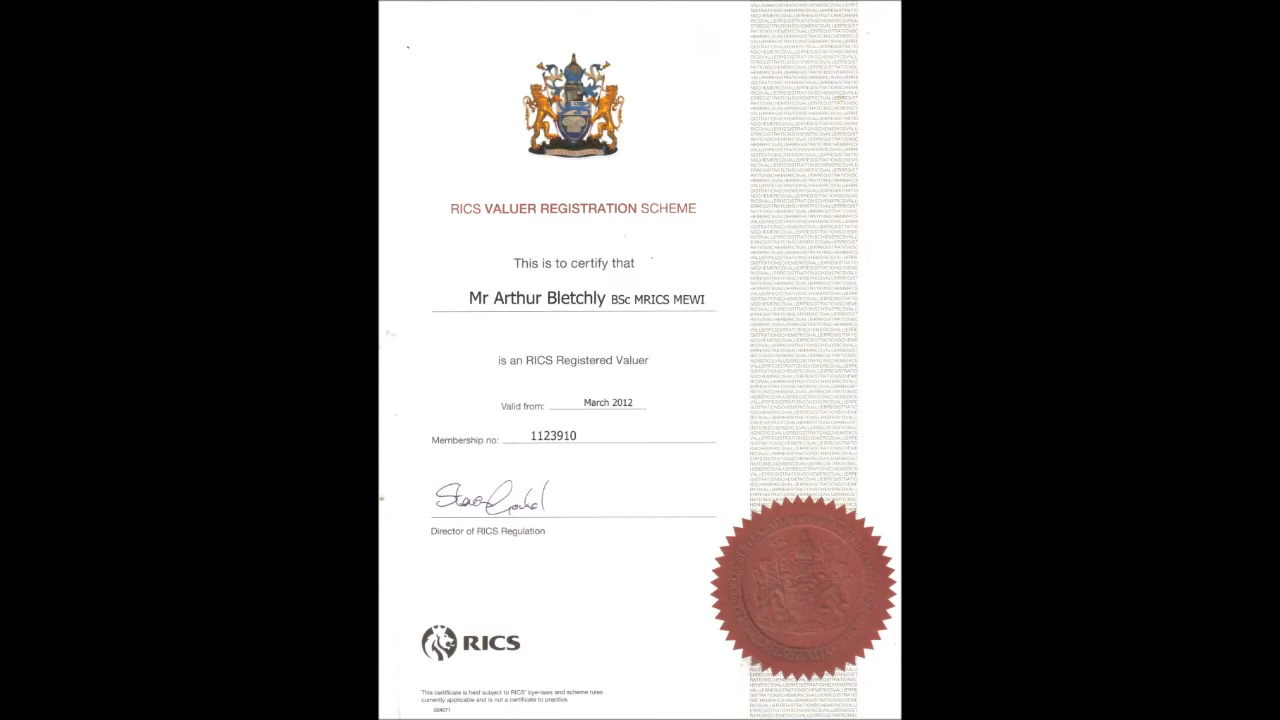 RICS VALUER REGISTRATION SCHEME
This is to certify that
Mr Arthur Bletchly BSc MRICS MEWI
is an RICS Registered Valuer
Valid from: March 2012
Membership no: 1123910
Director of RICS Regulation
RICS
This certificate is held subject to RICS' bye-laws and scheme rules
currently applicable and is not a certificate to practice.
004071